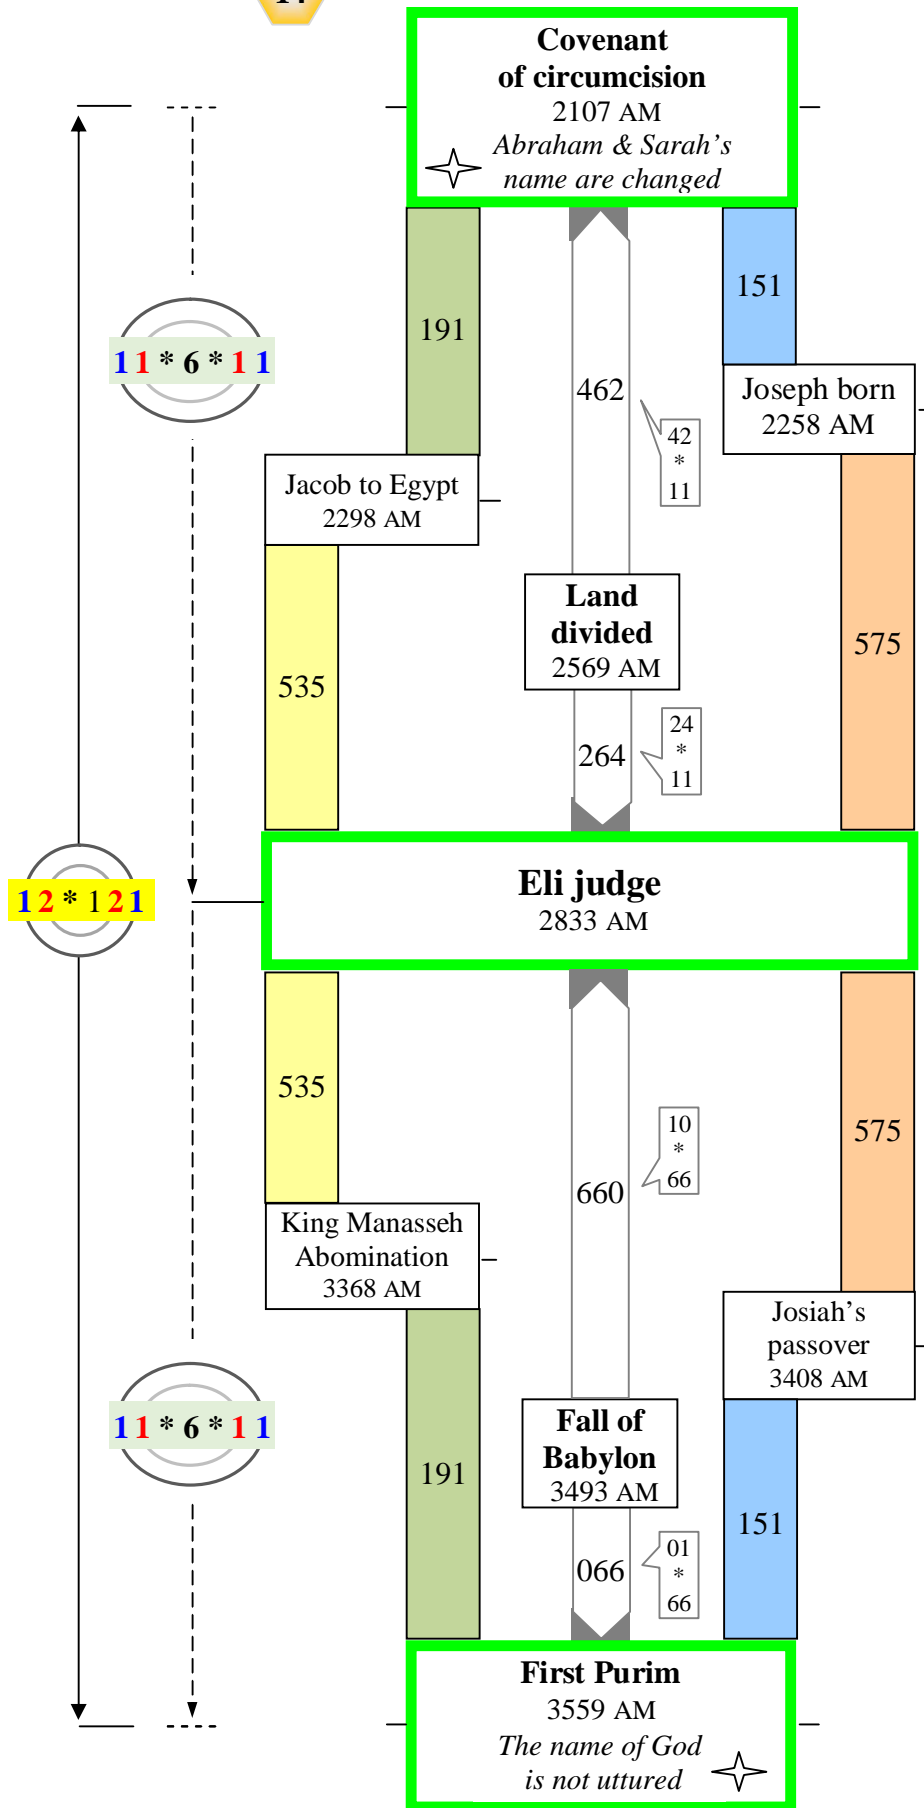 Covenant
of circumcision
2107 AM
Abraham & Sarah's
name are changed
191
462
151
11 * 6 * 11
42
*
11
Joseph born
2258 AM
Jacob to Egypt
2298 AM
Land
divided
2569 AM
535
575
264
24
*
11
12 * 121
Eli judge
2833 AM
535
660
10
*
66
575
King Manasseh
Abomination
3368 AM
Josiah's
passover
3408 AM
11 * 6 * 11
191
Fall of
Babylon
3493 AM
151
066
01
*
66
First Purim
3559 AM
The name of God
is not uttured